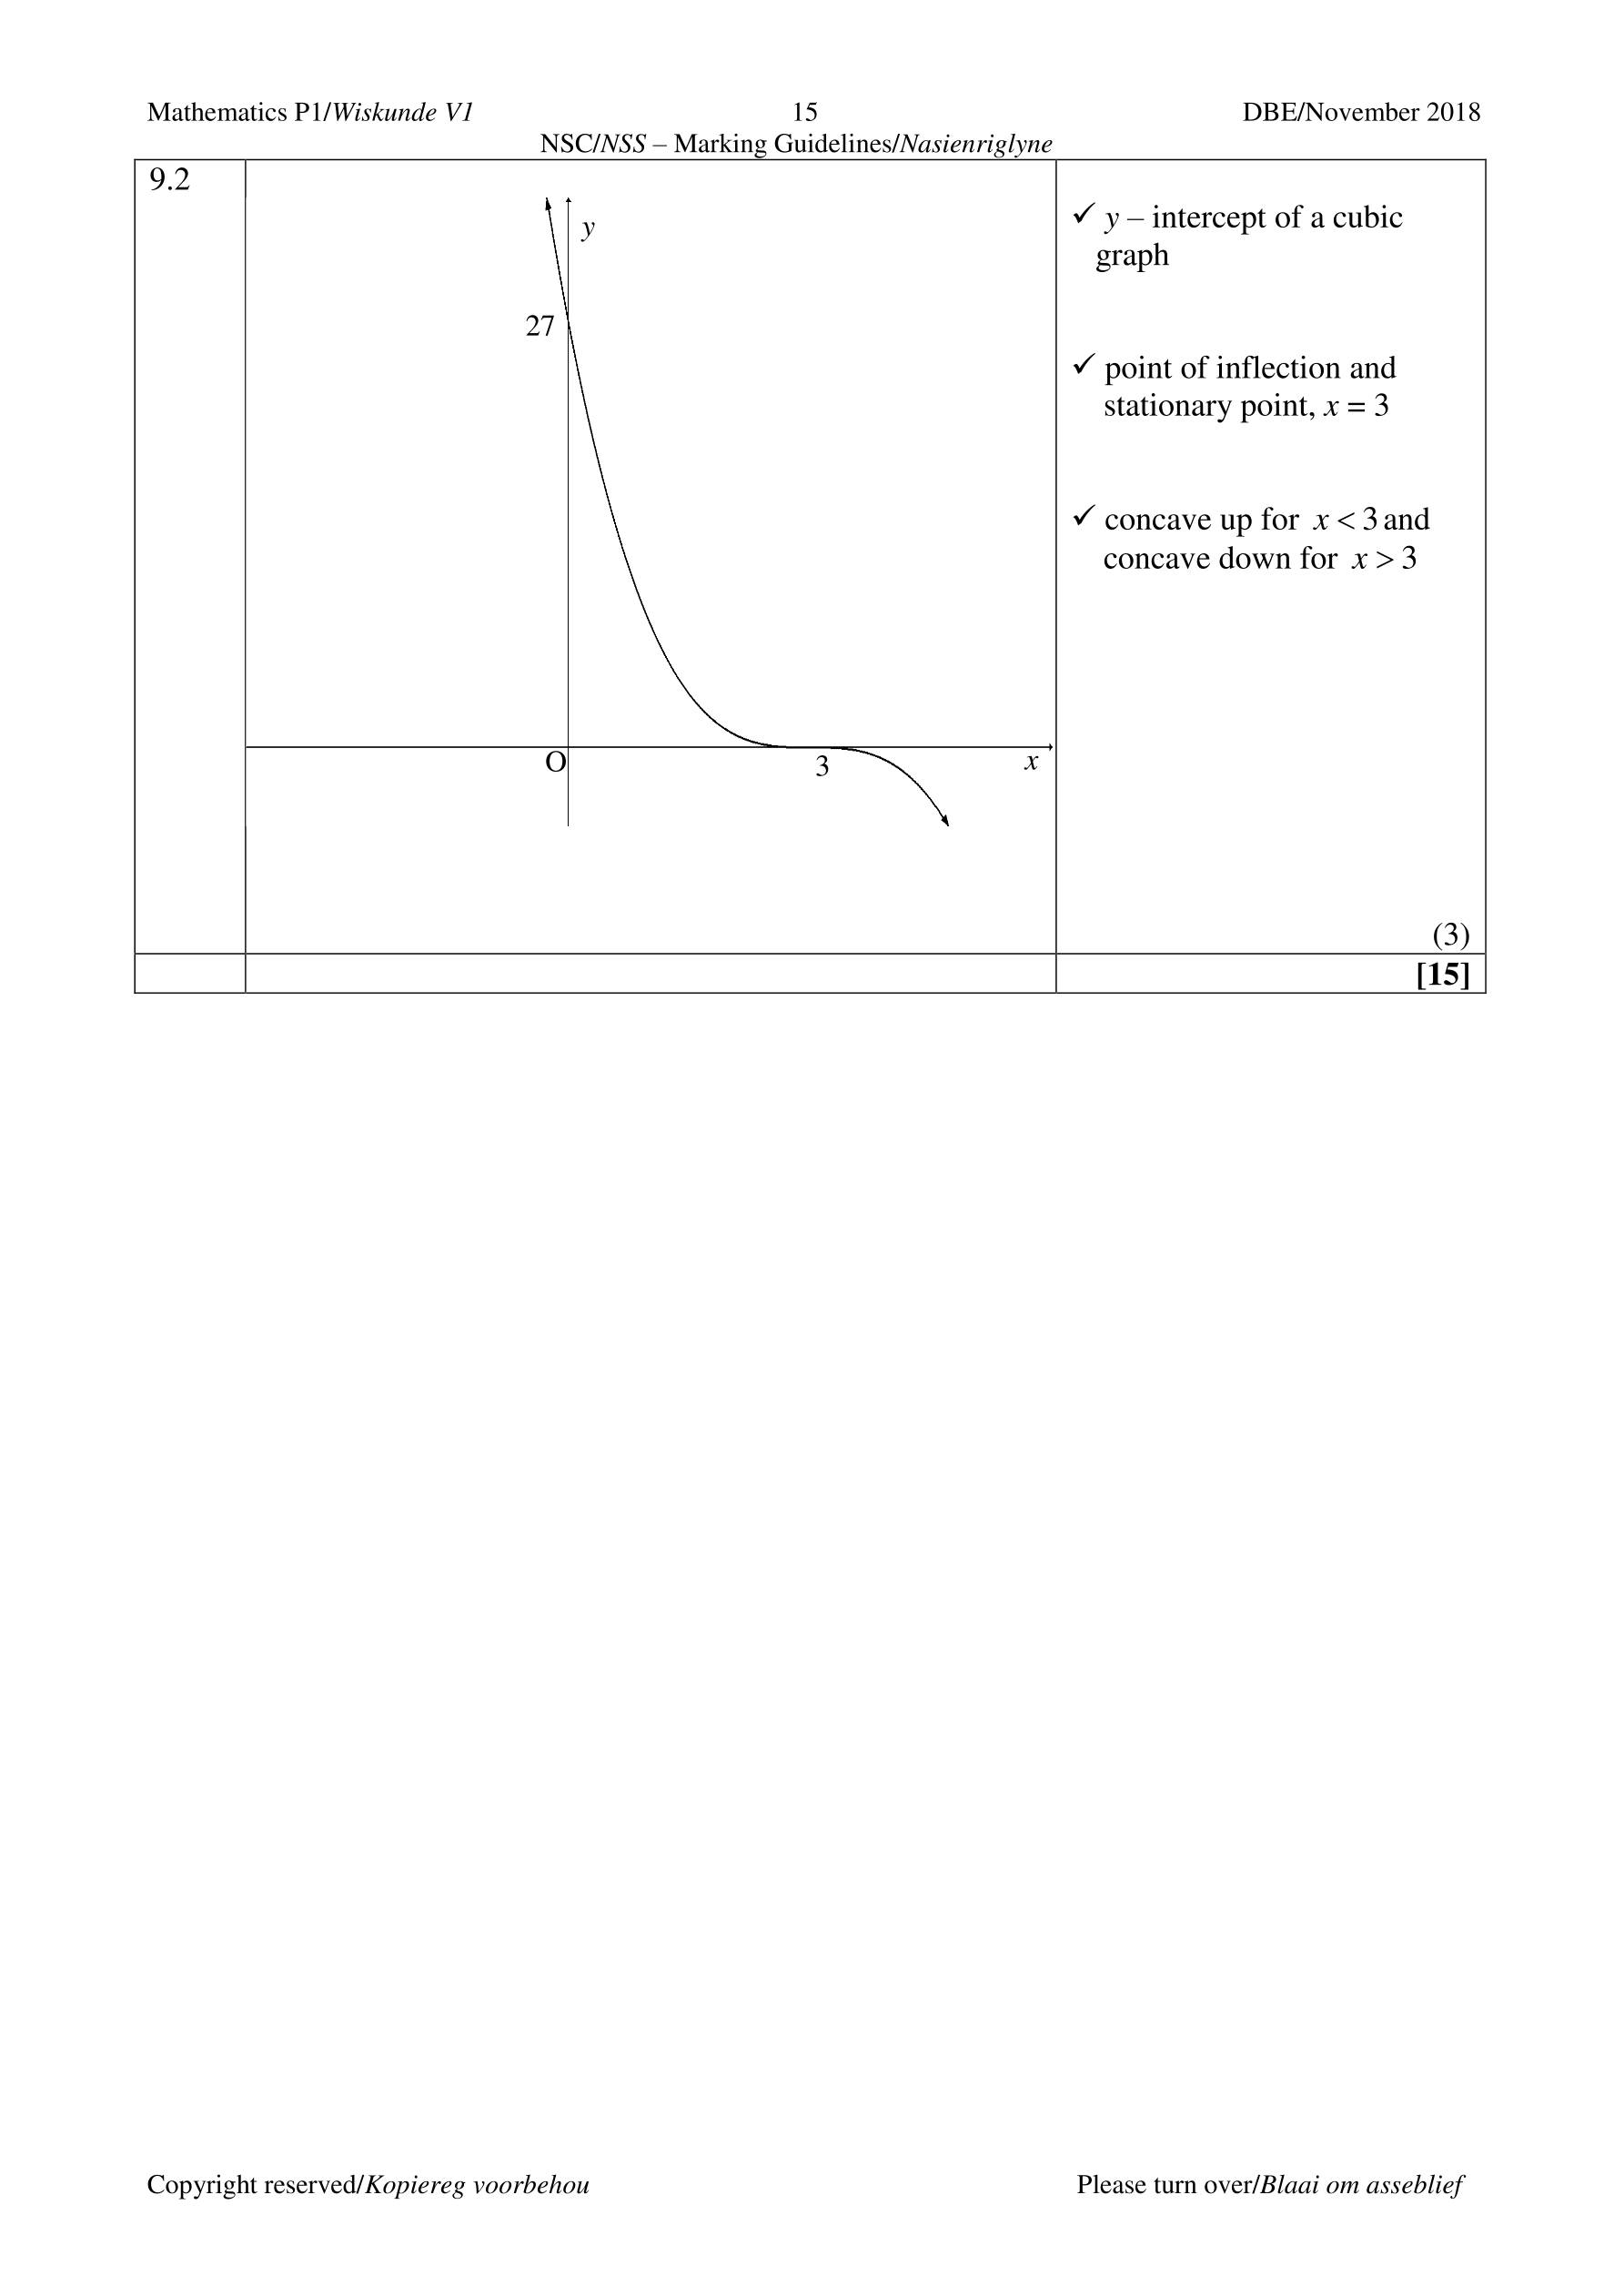 Mathematics P1/Wiskunde V1 15 DBE/November 2018
NSC/NSS – Marking Guidelines/Nasienriglyne
9.2
y
27
O
3
x
✓ y – intercept of a cubic
graph
✓ point of inflection and
stationary point, x = 3
✓ concave up for x < 3 and
concave down for x > 3
(3)
[15]
Copyright reserved/Kopiereg voorbehou Please turn over/Blaai om asseblief